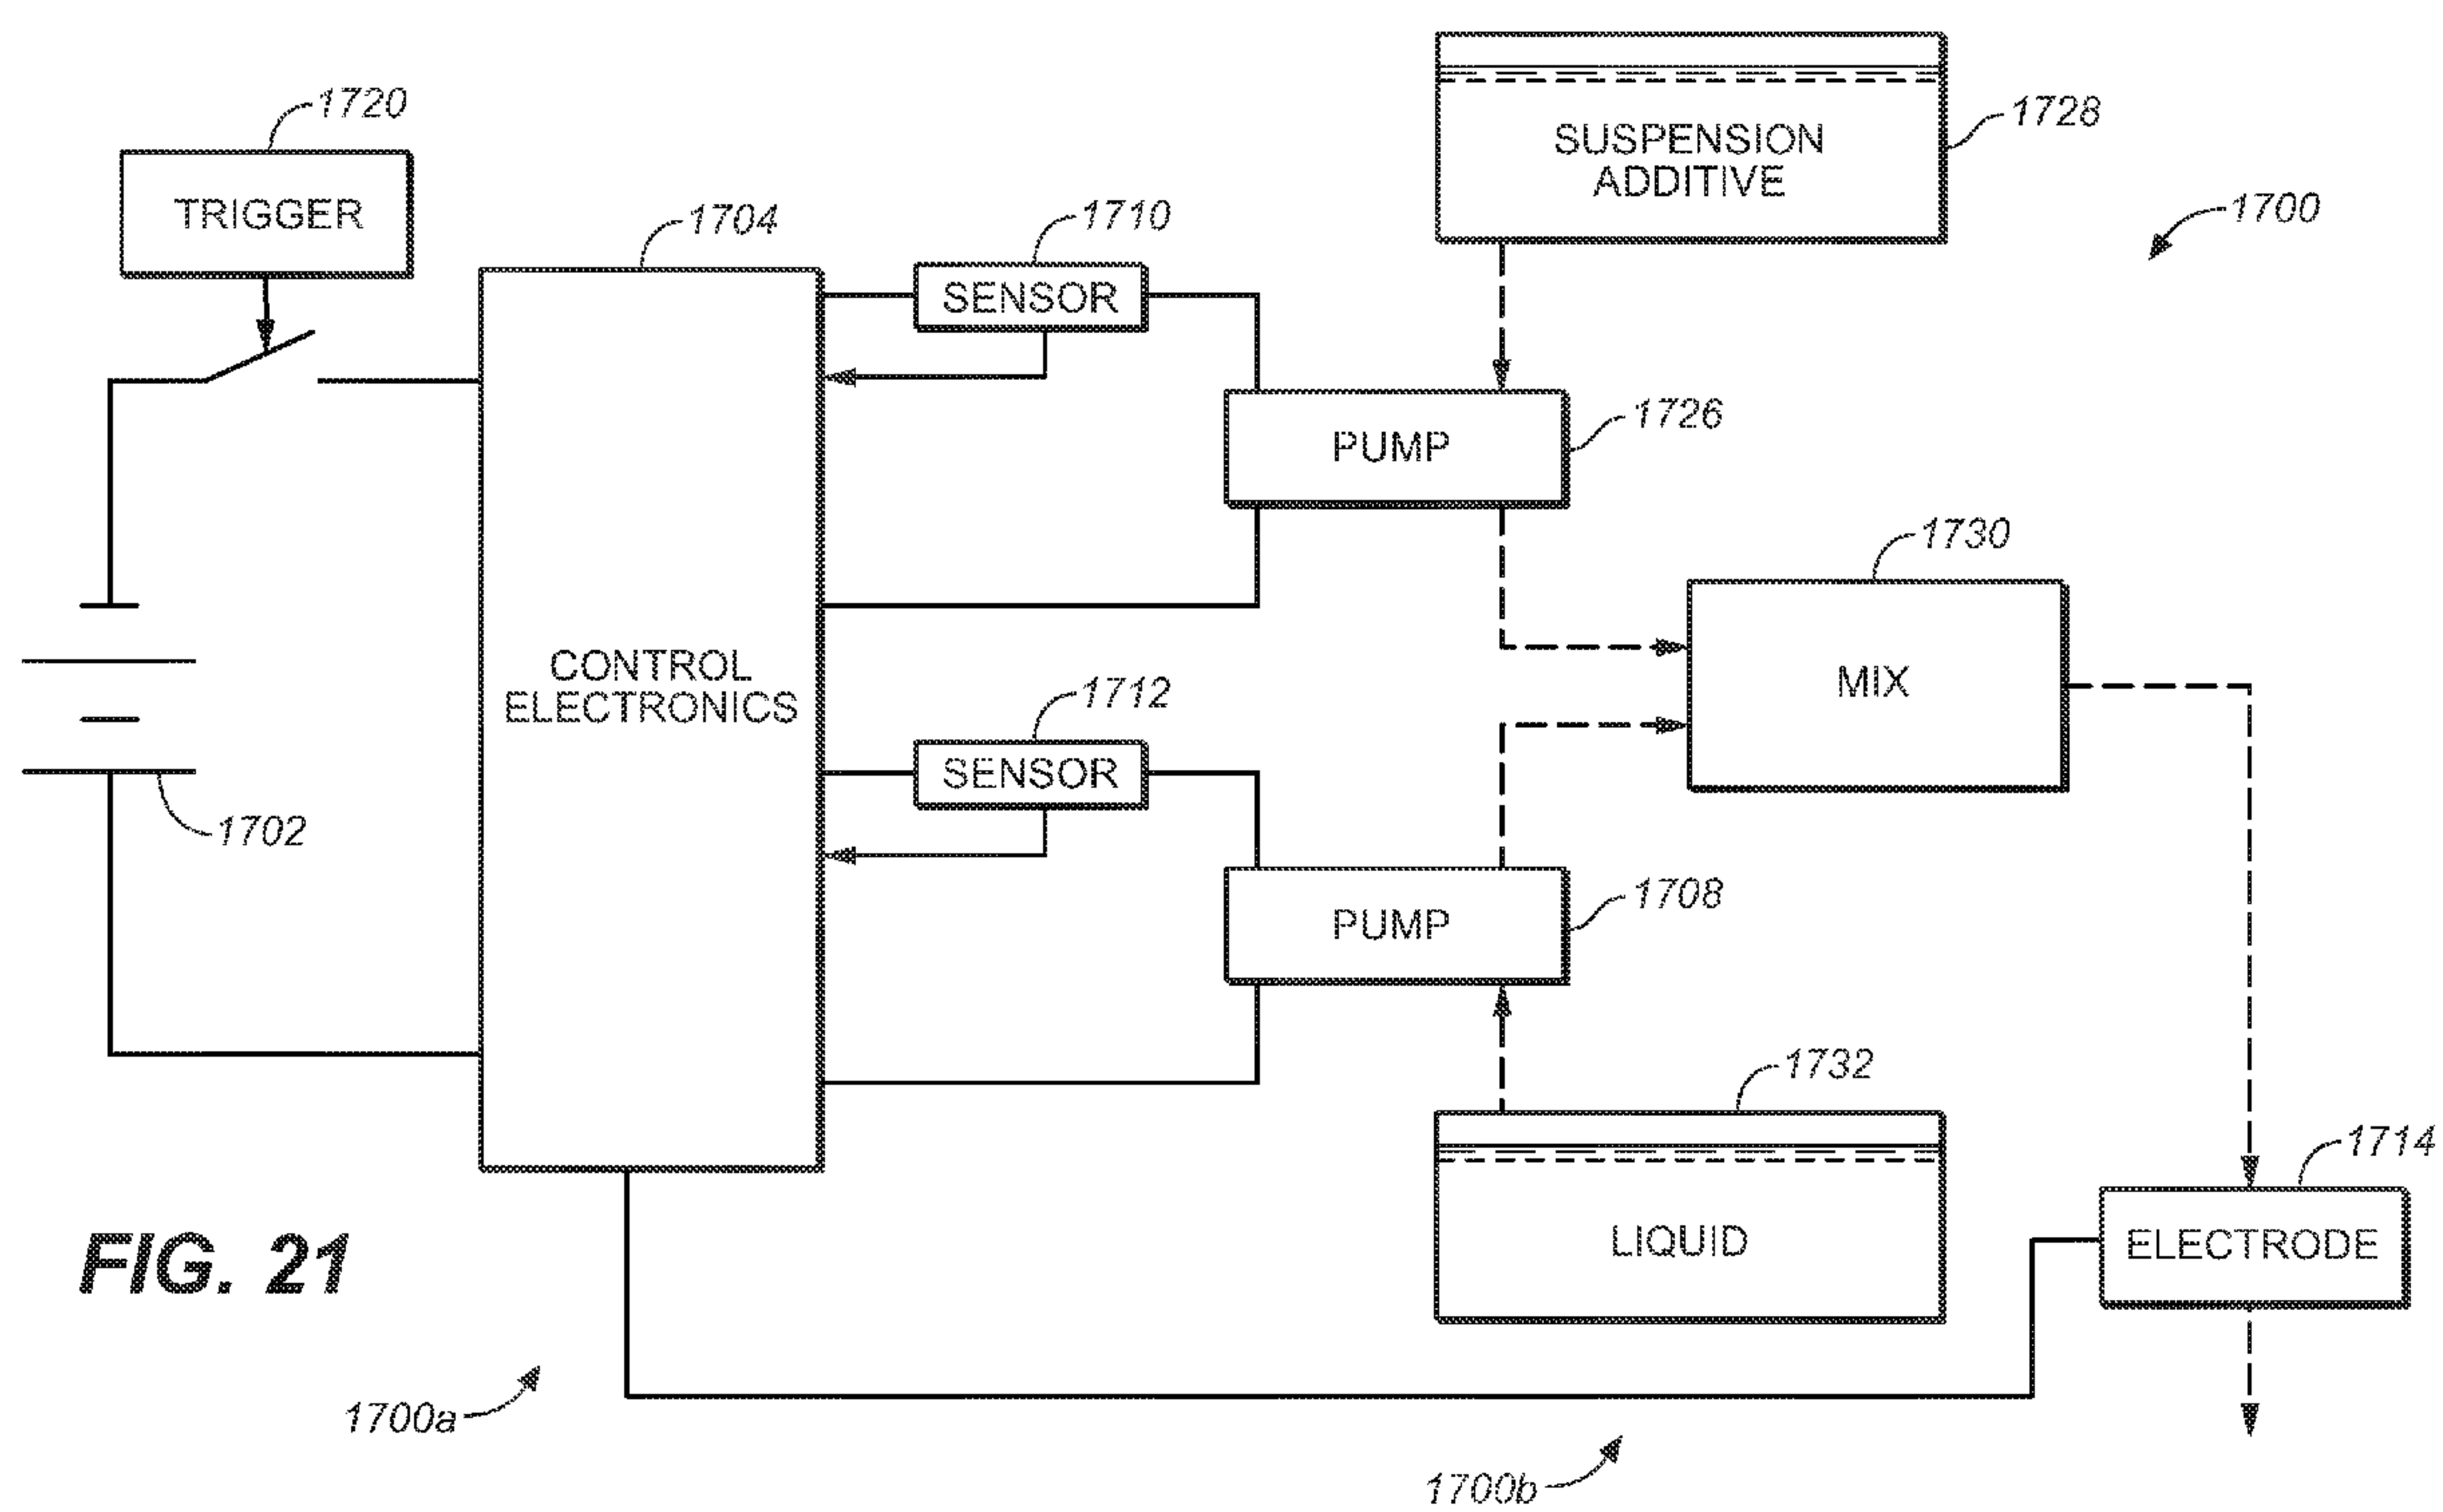 1720
TRIGGER
1704
1710
SENSOR
SUSPENSION
ADDITIVE
1728
1700
PUMP
1726
1730
MIX
CONTROL
ELECTRONICS
1712
SENSOR
1702
PUMP
1708
1732
LIQUID
1714
ELECTRODE
FIG. 21
1700a
1700b